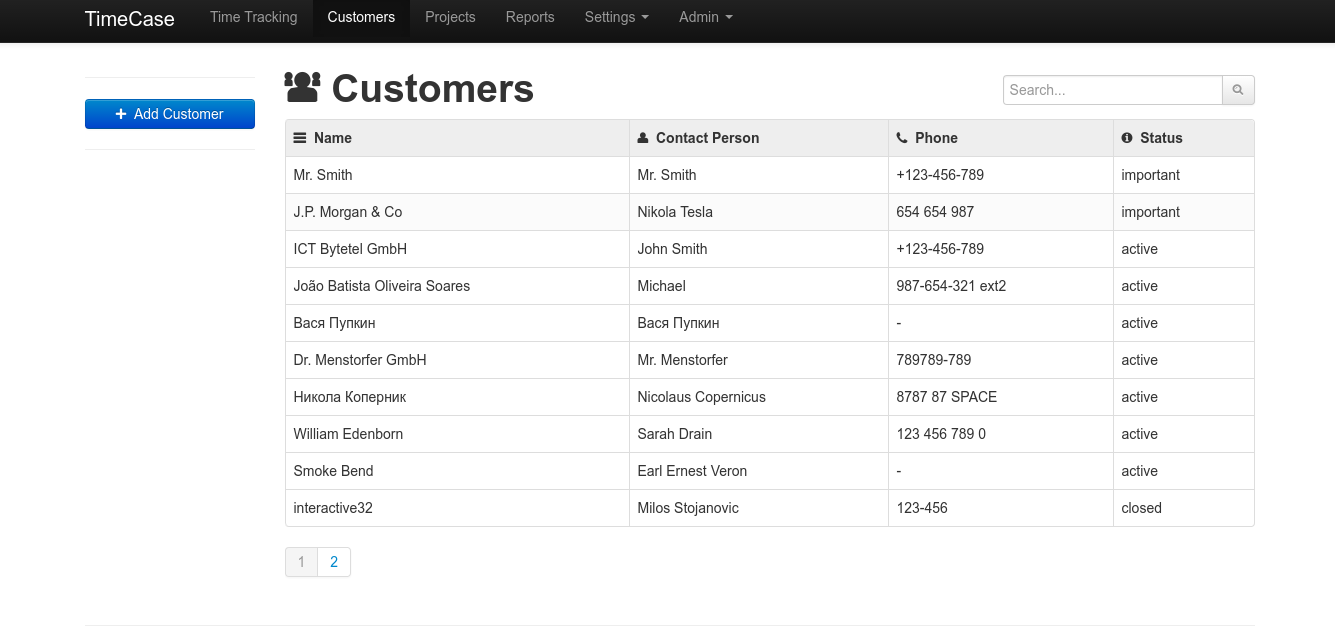 TimeCase Time Tracking Customers Projects Reports Settings Admin
Customers
Search...
Add Customer
Name Contact Person Phone Status
Mr. Smith Mr. Smith +123-456-789 important
J.P. Morgan & Co Nikola Tesla 654 654 987 important
ICT Bytetel GmbH John Smith +123-456-789 active
João Batista Oliveira Soares Michael 987-654-321 ext2 active
Вася Пупкин Вася Пупкин - active
Dr. Menstorfer GmbH Mr. Menstorfer 789789-789 active
Никола Коперник Nicolaus Copernicus 8787 87 SPACE active
William Edenborn Sarah Drain 123 456 789 0 active
Smoke Bend Earl Ernest Veron - active
interactive32 Milos Stojanovic 123-456 closed
1 2